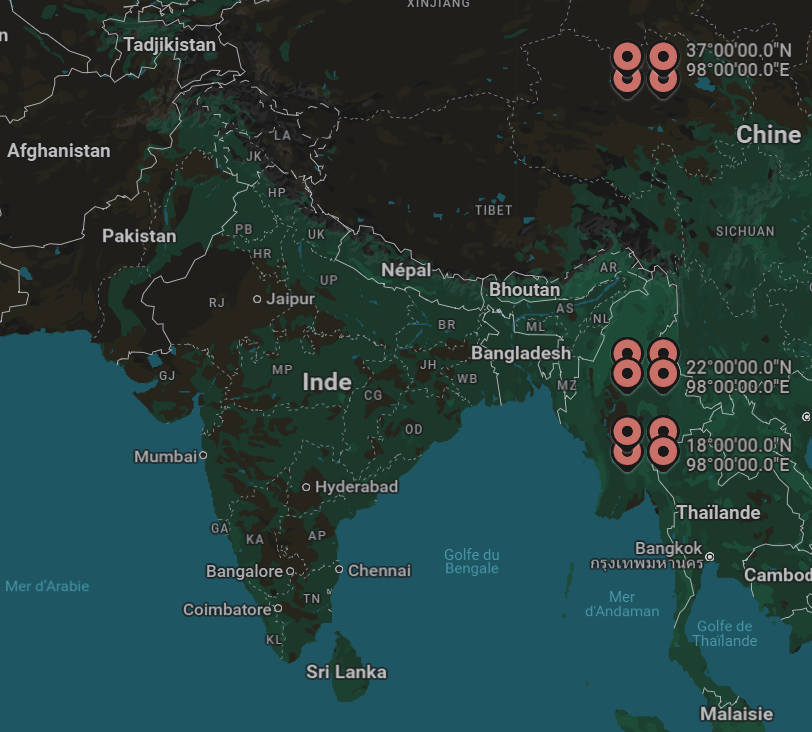 XINJIANG
n
Tadjikistan
37°00'00.0"N
98°00'00.0"E
Afghanistan
LA
JK
Chine
HP
TIBET
Pakistan
PB
UK
SICHUAN
HR
Népal
AR
UP
Bhoutan
RJ
Jaipur
AS
BR
ML
NL
Bangladesh
GJ
MP
JH
WB
MZ
22°00'00.0"N
98°00'00.0"E
Inde
CG
OD
Mumbai
18°00'00.0"N
98°00'00.0"E
Hyderabad
Thaïlande
GA
KA
AP
Golfe du
Bengale
Bangkok
กรุงเทพมหานคร
Bangalore
Chennai
Cambod
Mer d'Arabie
Coimbatore
TN
Mer
d'Andaman
Golfe de
Thaïlande
KL
Sri Lanka
Malaisie